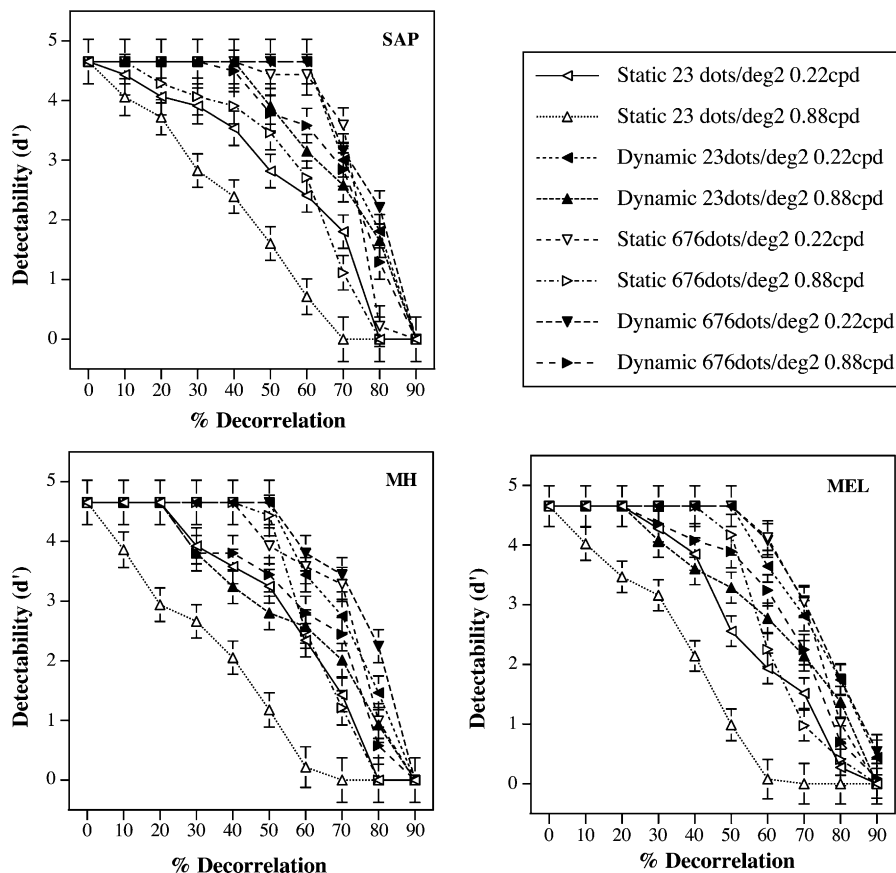 SAP
5
4
3
2
1
0
Detectability (d')
0 10 20 30 40 50 60 70 80 90
% Decorrelation
Static 23 dots/deg2 0.22cpd
Static 23 dots/deg2 0.88cpd
Dynamic 23dots/deg2 0.22cpd
Dynamic 23dots/deg2 0.88cpd
Static 676dots/deg2 0.22cpd
Static 676dots/deg2 0.88cpd
Dynamic 676dots/deg2 0.22cpd
Dynamic 676dots/deg2 0.88cpd
MH
5
4
3
2
1
0
Detectability (d')
0 10 20 30 40 50 60 70 80 90
% Decorrelation
MEL
5
4
3
2
1
0
Detectability (d')
0 10 20 30 40 50 60 70 80 90
% Decorrelation